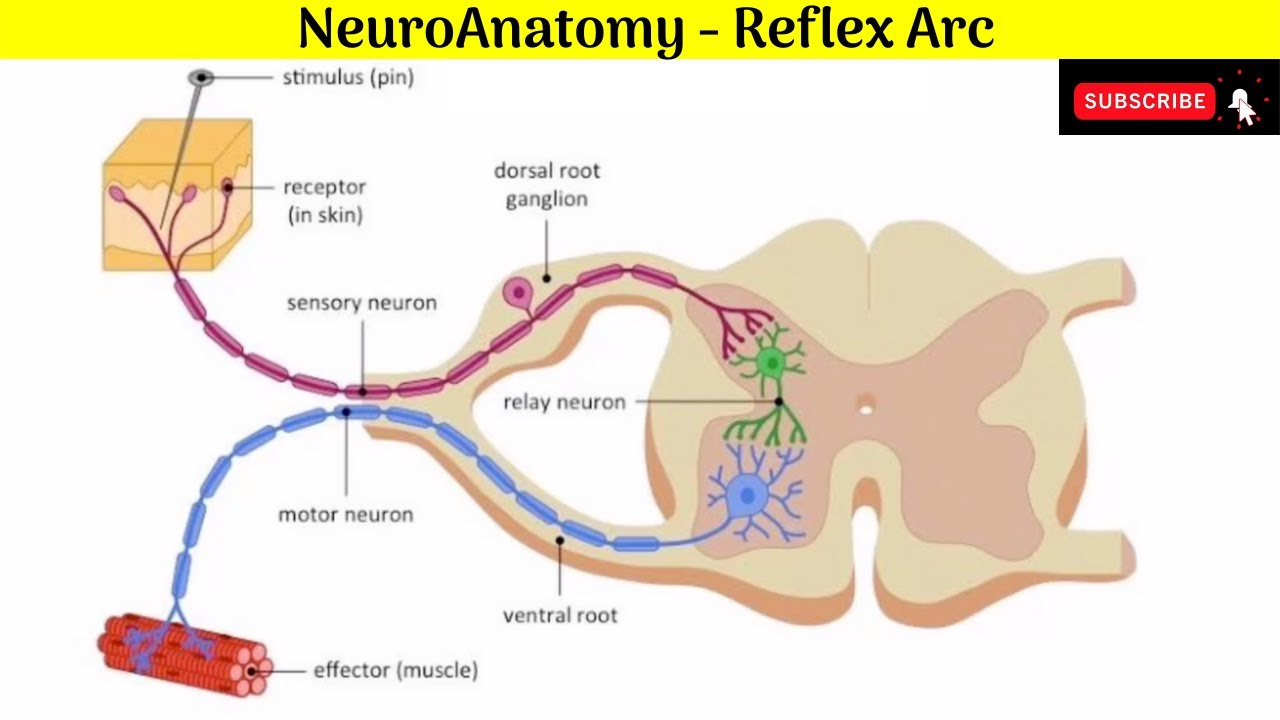 NeuroAnatomy - Reflex Arc
stimulus (pin)
SUBSCRIBE
dorsal root
ganglion
receptor
(in skin)
sensory neuron
relay neuron
motor neuron
ventral root
effector (muscle)